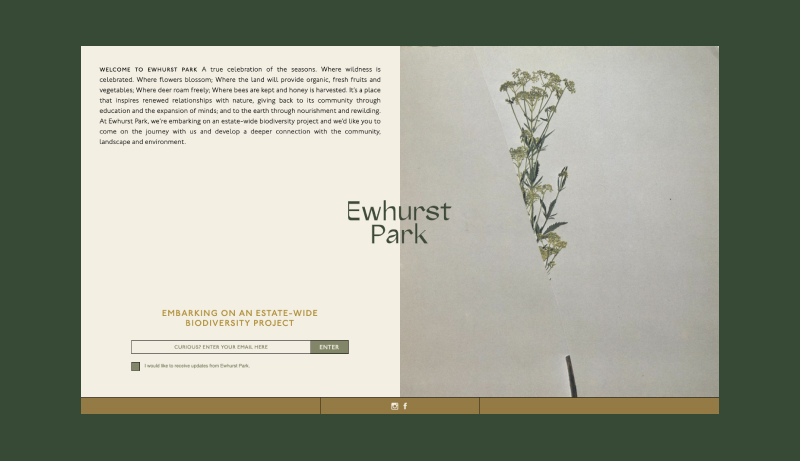 WELCOME TO EWHURST PARK A true celebration of the seasons. Where wildness is
celebrated. Where flowers blossom; Where the land will provide organic, fresh fruits and
vegetables; Where deer roam freely; Where bees are kept and honey is harvested. It's a place
that inspires renewed relationships with nature, giving back to its community through
education and the expansion of minds; and to the earth through nourishment and rewilding.
At Ewhurst Park, we're embarking on an estate-wide biodiversity project and we'd like you to
come on the journey with us and develop a deeper connection with the community,
landscape and environment.
Ewhurst
Park
EMBARKING ON AN ESTATE-WIDE
BIODIVERSITY PROJECT
CURIOUS? ENTER YOUR EMAIL HERE
ENTER
I would like to receive updates from Ewhurst Park.